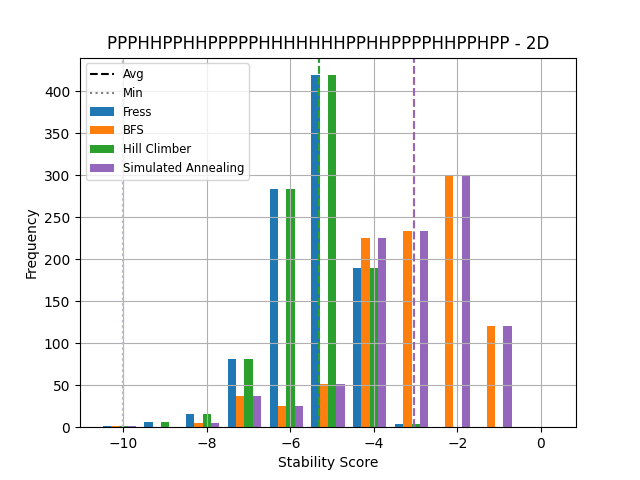 PPPHHPPHHPPPPPHHHHHHHPPHHPPPPHHPPHPP - 2D
Avg
Min
Fress
BFS
Hill Climber
Simulated Annealing
Frequency
400
350
300
250
200
150
100
50
0
−10
−8
−6
−4
−2
0
Stability Score